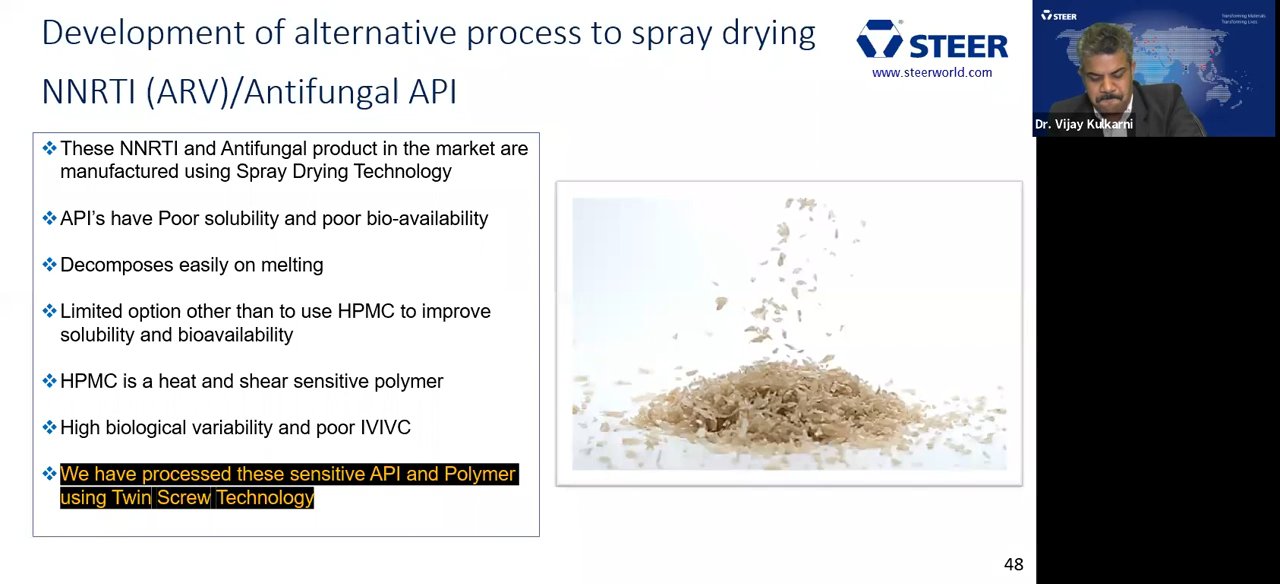 Development of alternative process to spray drying
NNRTI (ARV)/Antifungal API
STEER
www.steerworld.com
These NNRTI and Antifungal product in the market are
manufactured using Spray Drying Technology
API's have Poor solubility and poor bio-availability
Decomposes easily on melting
Limited option other than to use HPMC to improve
solubility and bioavailability
HPMC is a heat and shear sensitive polymer
High biological variability and poor IVIVC
We have processed these sensitive API and Polymer
using Twin Screw Technology
48
STEER
Transforming Materials.
Transforming Lives.
Dr. Vijay Kulkarni